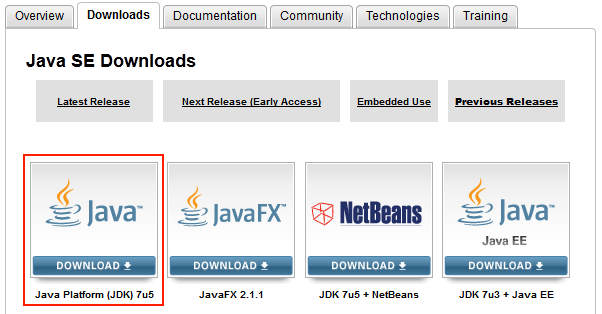 Overview Downloads Documentation Community Technologies Training
Java SE Downloads
Latest Release Next Release (Early Access) Embedded Use Previous Releases
Java™ JavaFX™ NetBeans Java™
Java EE
DOWNLOAD DOWNLOAD DOWNLOAD DOWNLOAD
Java Platform (JDK) 7u5 JavaFX 2.1.1 JDK 7u5 + NetBeans JDK 7u3 + Java EE